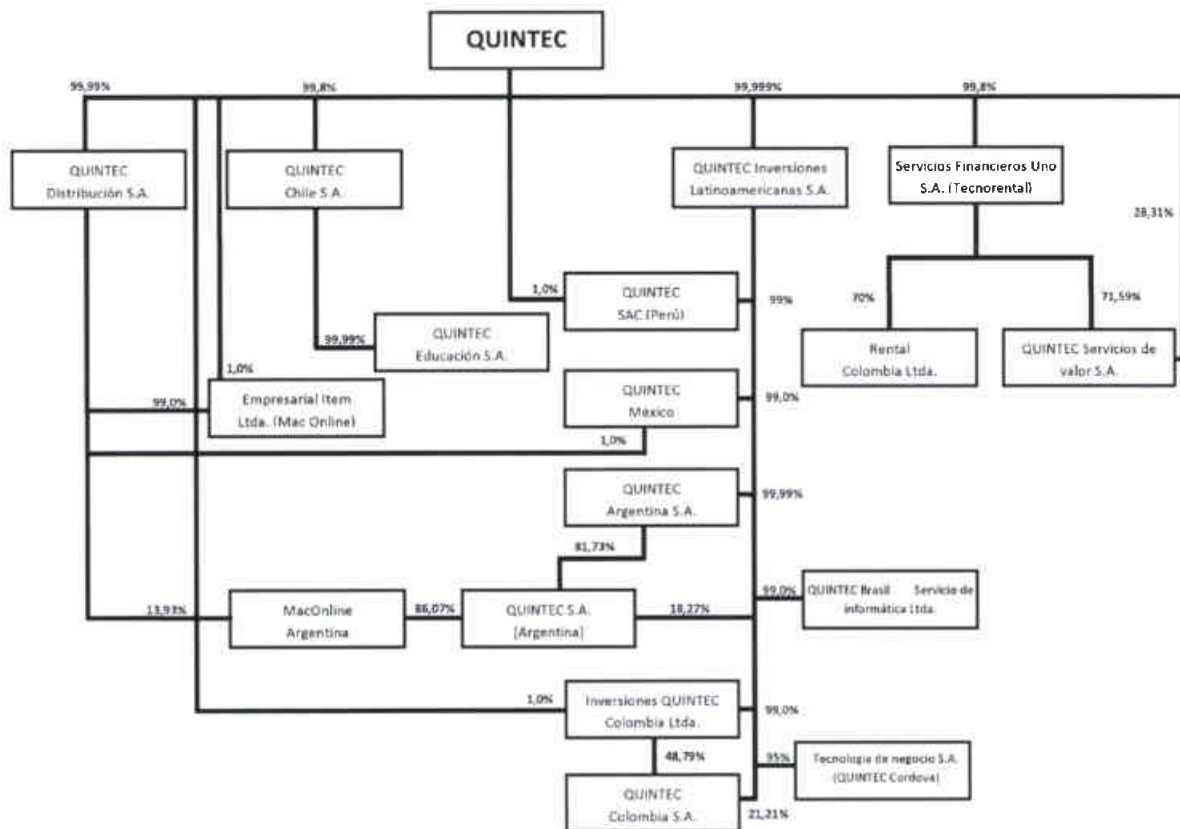 QUINTEC
99,99%
99,8%
99,999%
99,8%
QUINTEC
Distribución S.A.
QUINTEC
Chile S.A.
QUINTEC Inversiones
Latinoamericanas S.A.
Servicios Financieros Uno
S.A. (Tecnorental)
28,31%
1,0%
QUINTEC
SAC (Perú)
99%
70%
71,59%
99,99%
QUINTEC
Educación S.A.
Rental
Colombia Ltda.
QUINTEC Servicios de
valor S.A.
1,0%
99,0%
Empresarial Item
Ltda. (Mac Online)
QUINTEC
México
99,0%
1,0%
QUINTEC
Argentina S.A.
99,99%
81,73%
13,93%
MacOnline
Argentina
86,07%
QUINTEC S.A.
(Argentina)
18,27%
99,0%
QUINTEC Brasil Servicio de
informática Ltda.
1,0%
Inversiones QUINTEC
Colombia Ltda.
99,0%
48,79%
95%
Tecnología de negocio S.A.
(QUINTEC Cordova)
QUINTEC
Colombia S.A.
21,21%